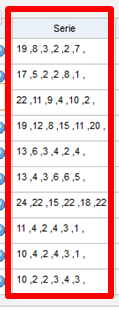 Serie
19 ,8 ,3 ,2 ,2 ,7 ,
17 ,5 ,2 ,2 ,8 ,1 ,
22 ,11 ,9 ,4 ,10 ,2 ,
19 ,12 ,8 ,15 ,11 ,20 ,
13 ,6 ,3 ,4 ,2 ,4 ,
13 ,4 ,3 ,6 ,6 ,5 ,
24 ,22 ,15 ,22 ,18 ,22
11 ,4 ,2 ,4 ,3 ,1 ,
10 ,4 ,2 ,4 ,3 ,1 ,
10 ,2 ,2 ,3 ,4 ,3 ,